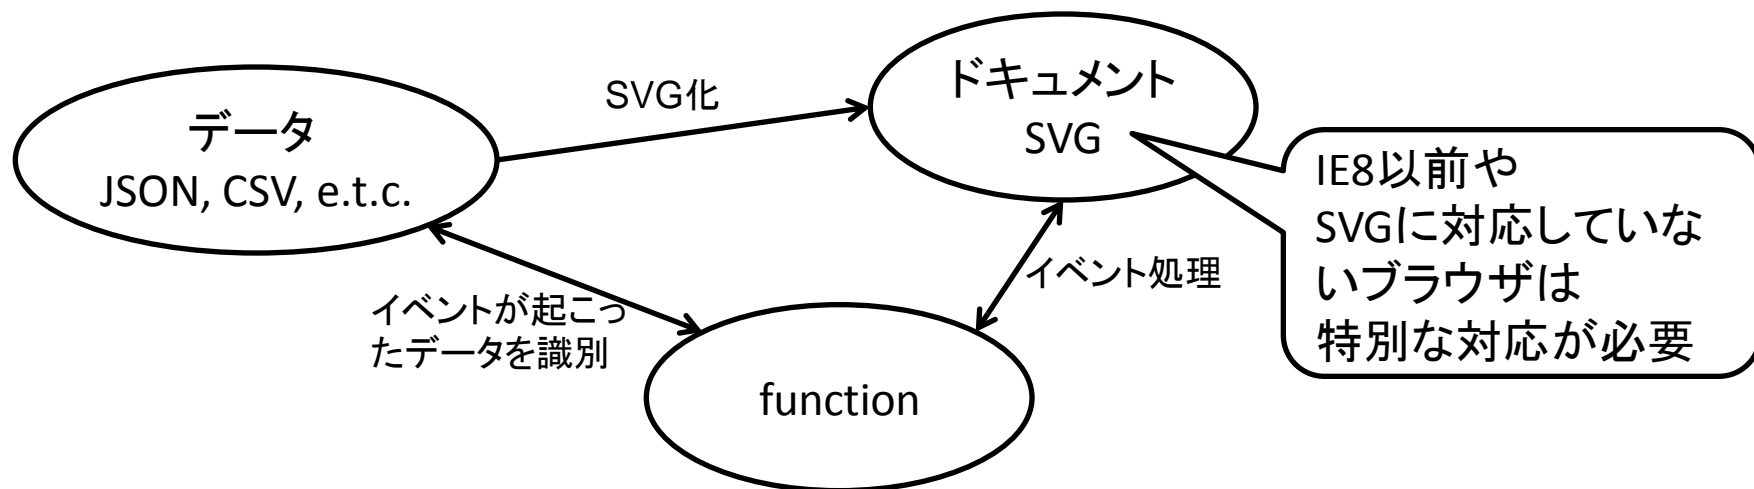 SVG化
ドキュメント
SVG
データ
JSON, CSV, e.t.c.
IE8以前や
SVGに対応していな
いブラウザは
特別な対応が必要
イベント処理
イベントが起こっ
たデータを識別
function